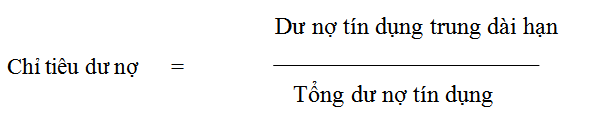 Dư nợ tín dụng trung dài hạn
Chỉ tiêu dư nợ =
Tổng dư nợ tín dụng